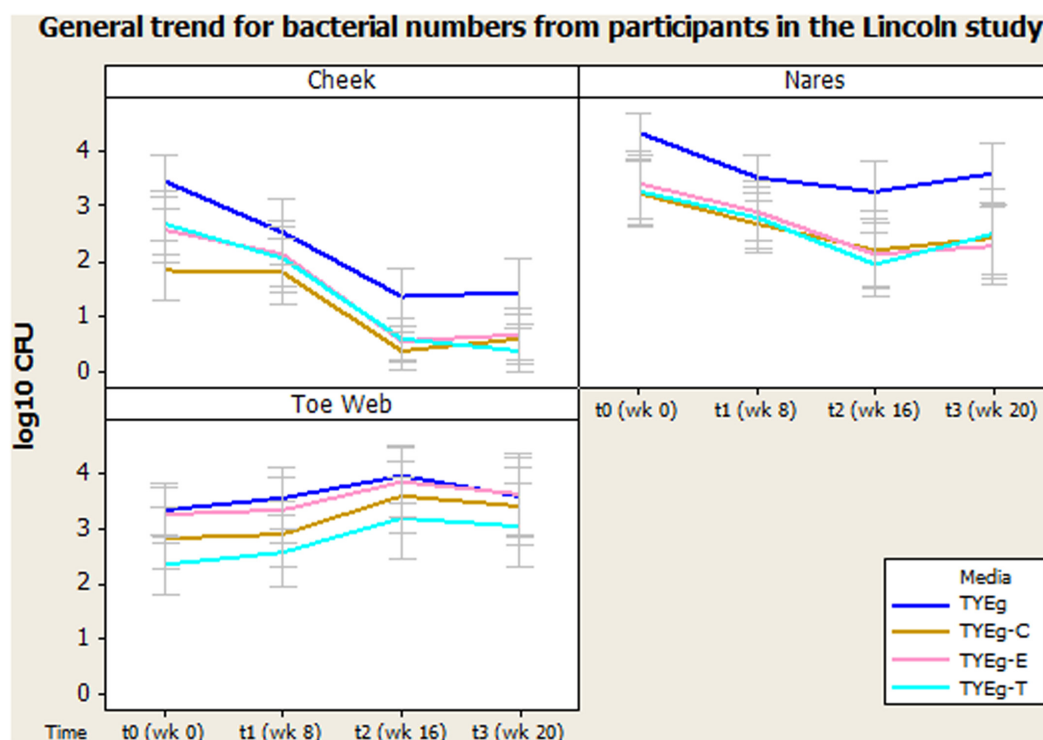 General trend for bacterial numbers from participants in the Lincoln study
Cheek
Nares
4
3
2
1
0
log10 CFU
t0 (wk 0) t1 (wk 8) t2 (wk 16) t3 (wk 20)
Toe Web
4
3
2
1
0
Time t0 (wk 0) t1 (wk 8) t2 (wk 16) t3 (wk 20)
Media
TYEg
TYEg-C
TYEg-E
TYEg-T